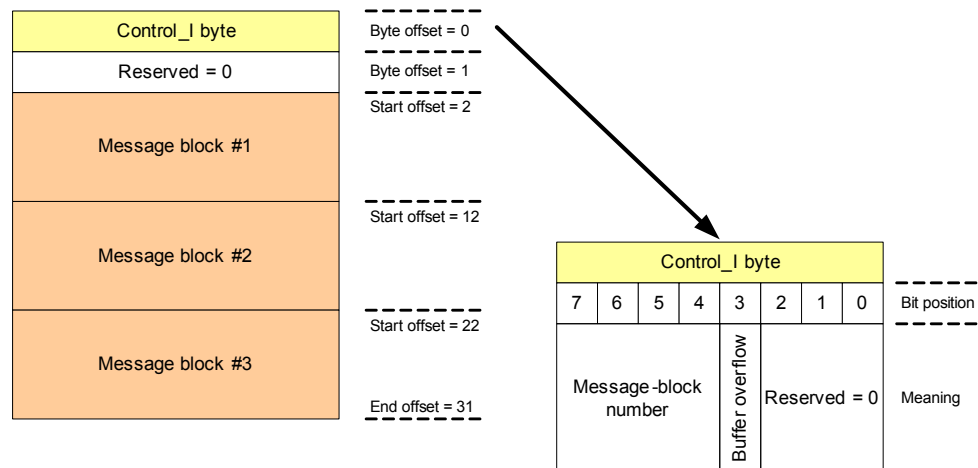 Control_I byte
Reserved = 0
Message block #1
Message block #2
Message block #3
Byte offset = 0
Byte offset = 1
Start offset = 2
Start offset = 12
Start offset = 22
End offset = 31
Control_I byte
7 6 5 4 3 2 1 0
Bit position
Message-block
number
Buffer overflow
Reserved = 0
Meaning